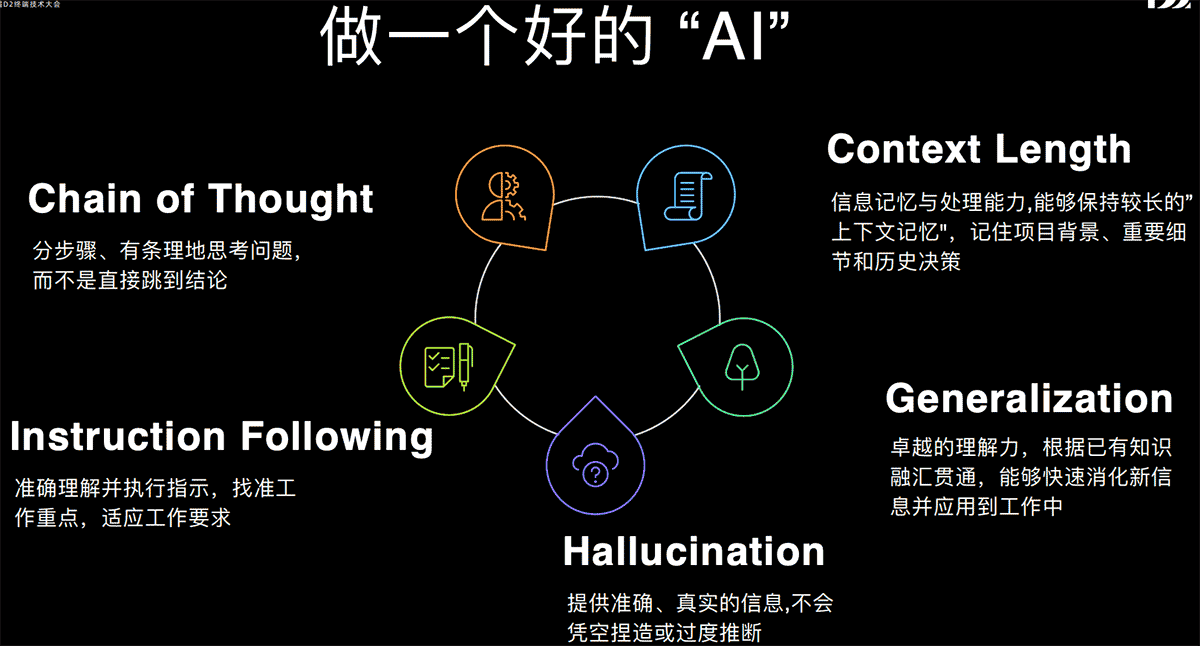 D2终端技术大会
做一个好的 “AI”
Chain of Thought
分步骤、有条理地思考问题，
而不是直接跳到结论
Context Length
信息记忆与处理能力,能够保持较长的”
上下文记忆"，记住项目背景、重要细
节和历史决策
Instruction Following
准确理解并执行指示，找准工
作重点，适应工作要求
Generalization
卓越的理解力，根据已有知识
融汇贯通，能够快速消化新信
息并应用到工作中
?
Hallucination
提供准确、真实的信息,不会
凭空捏造或过度推断